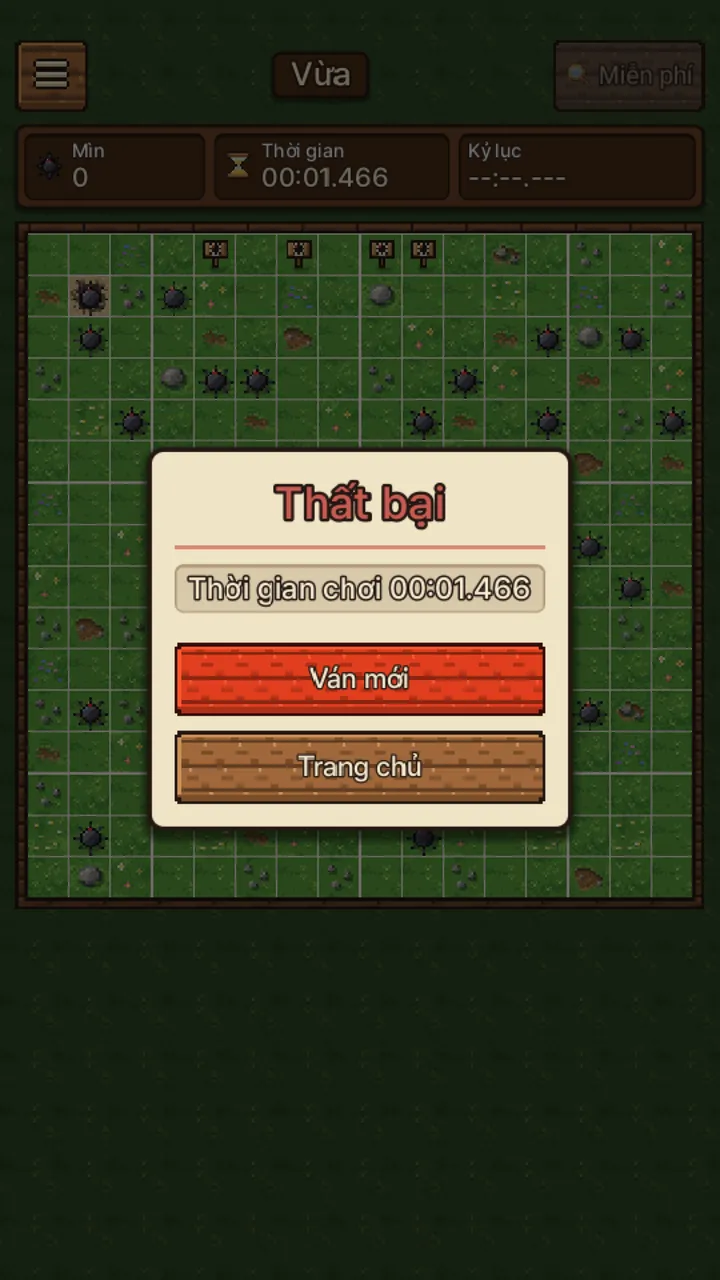 Vừa
Miễn phí
Mìn
0
Thời gian
00:01.466
Kỷ lục
--:--.---
Thất bại
Thời gian chơi 00:01.466
Ván mới
Trang chủ